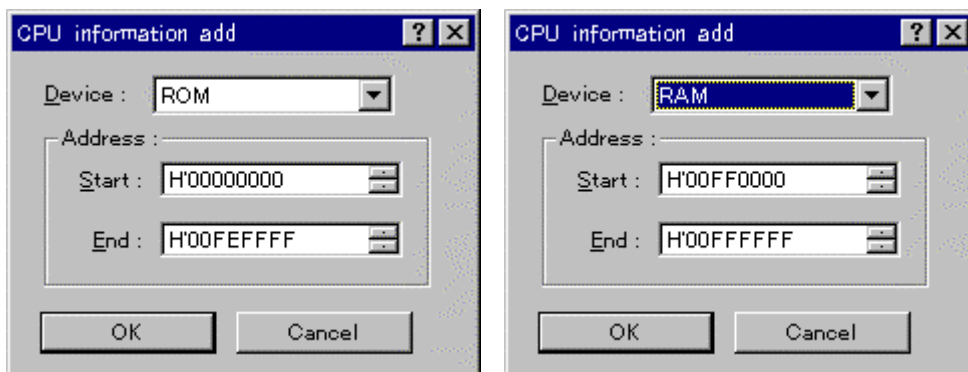 CPU information add
Device : ROM
Address :
Start : H'00000000
End : H'00FEFFFF
OK Cancel
CPU information add
Device : RAM
Address :
Start : H'00FF0000
End : H'00FFFFFF
OK Cancel